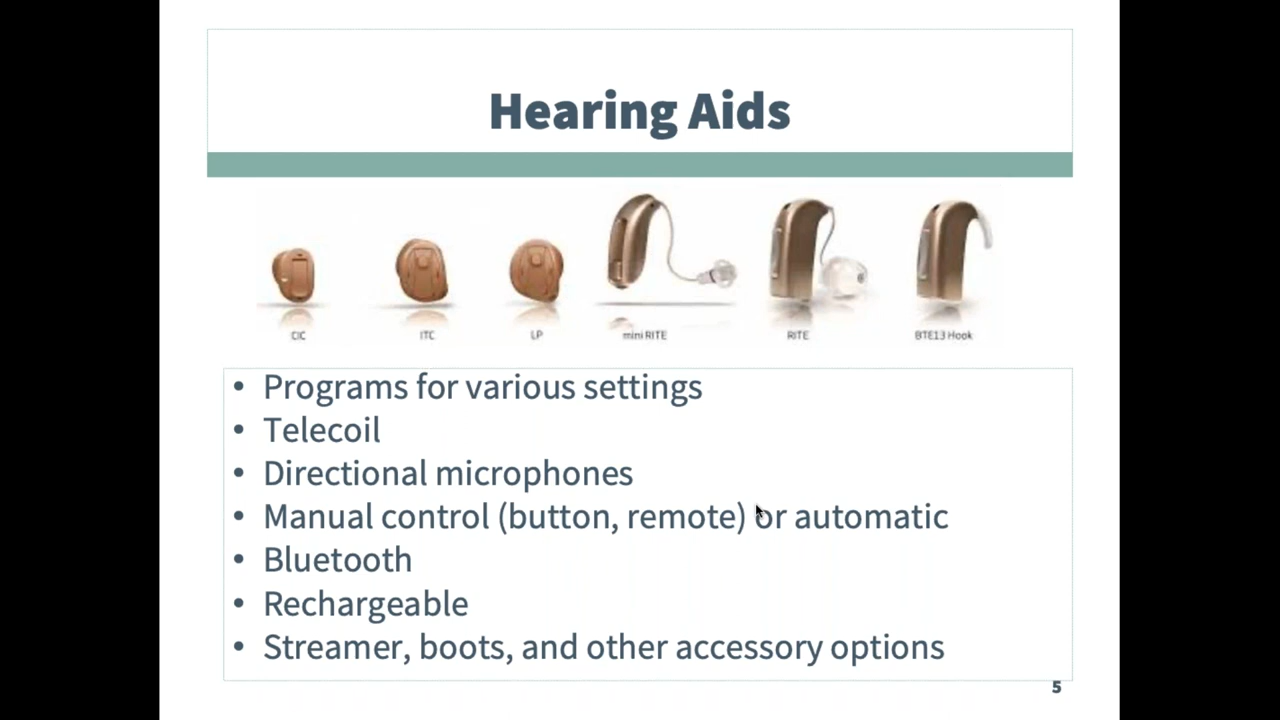 Hearing Aids
CIC
ITC
LP
mini RITE
RITE
BTE13 Hook
• Programs for various settings
• Telecoil
• Directional microphones
• Manual control (button, remote) or automatic
• Bluetooth
• Rechargeable
• Streamer, boots, and other accessory options
5